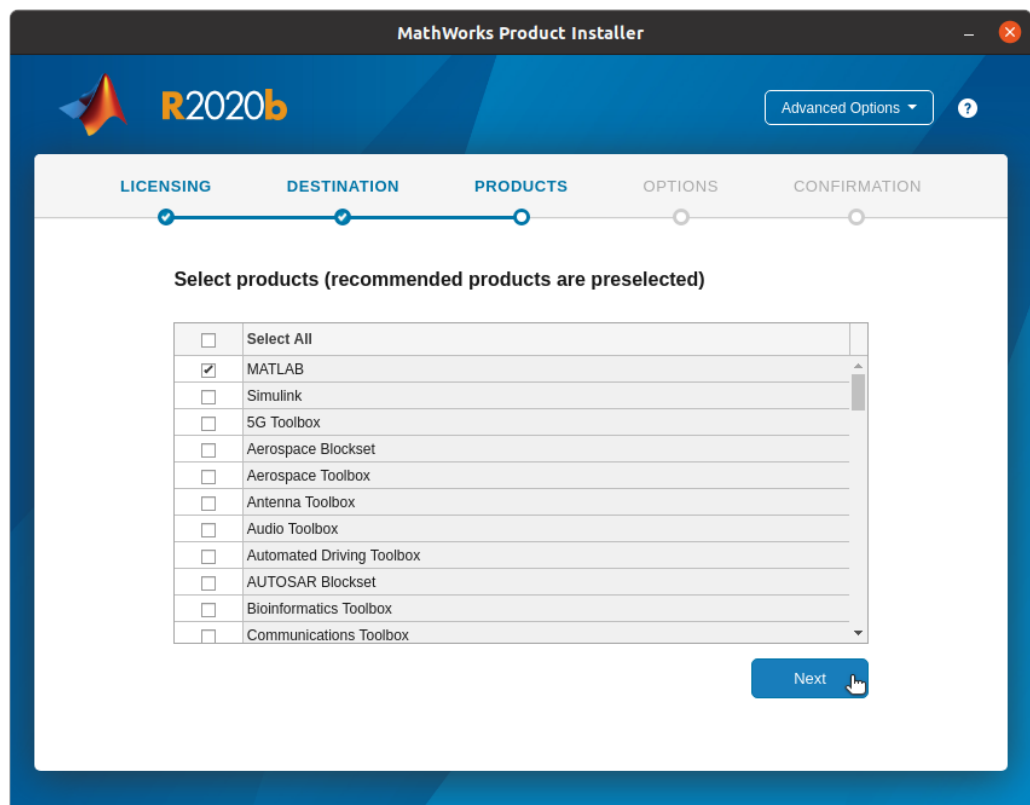 MathWorks Product Installer
R2020b
Advanced Options
?
LICENSING DESTINATION PRODUCTS OPTIONS CONFIRMATION
Select products (recommended products are preselected)
Select All
MATLAB
Simulink
5G Toolbox
Aerospace Blockset
Aerospace Toolbox
Antenna Toolbox
Audio Toolbox
Automated Driving Toolbox
AUTOSAR Blockset
Bioinformatics Toolbox
Communications Toolbox
Next